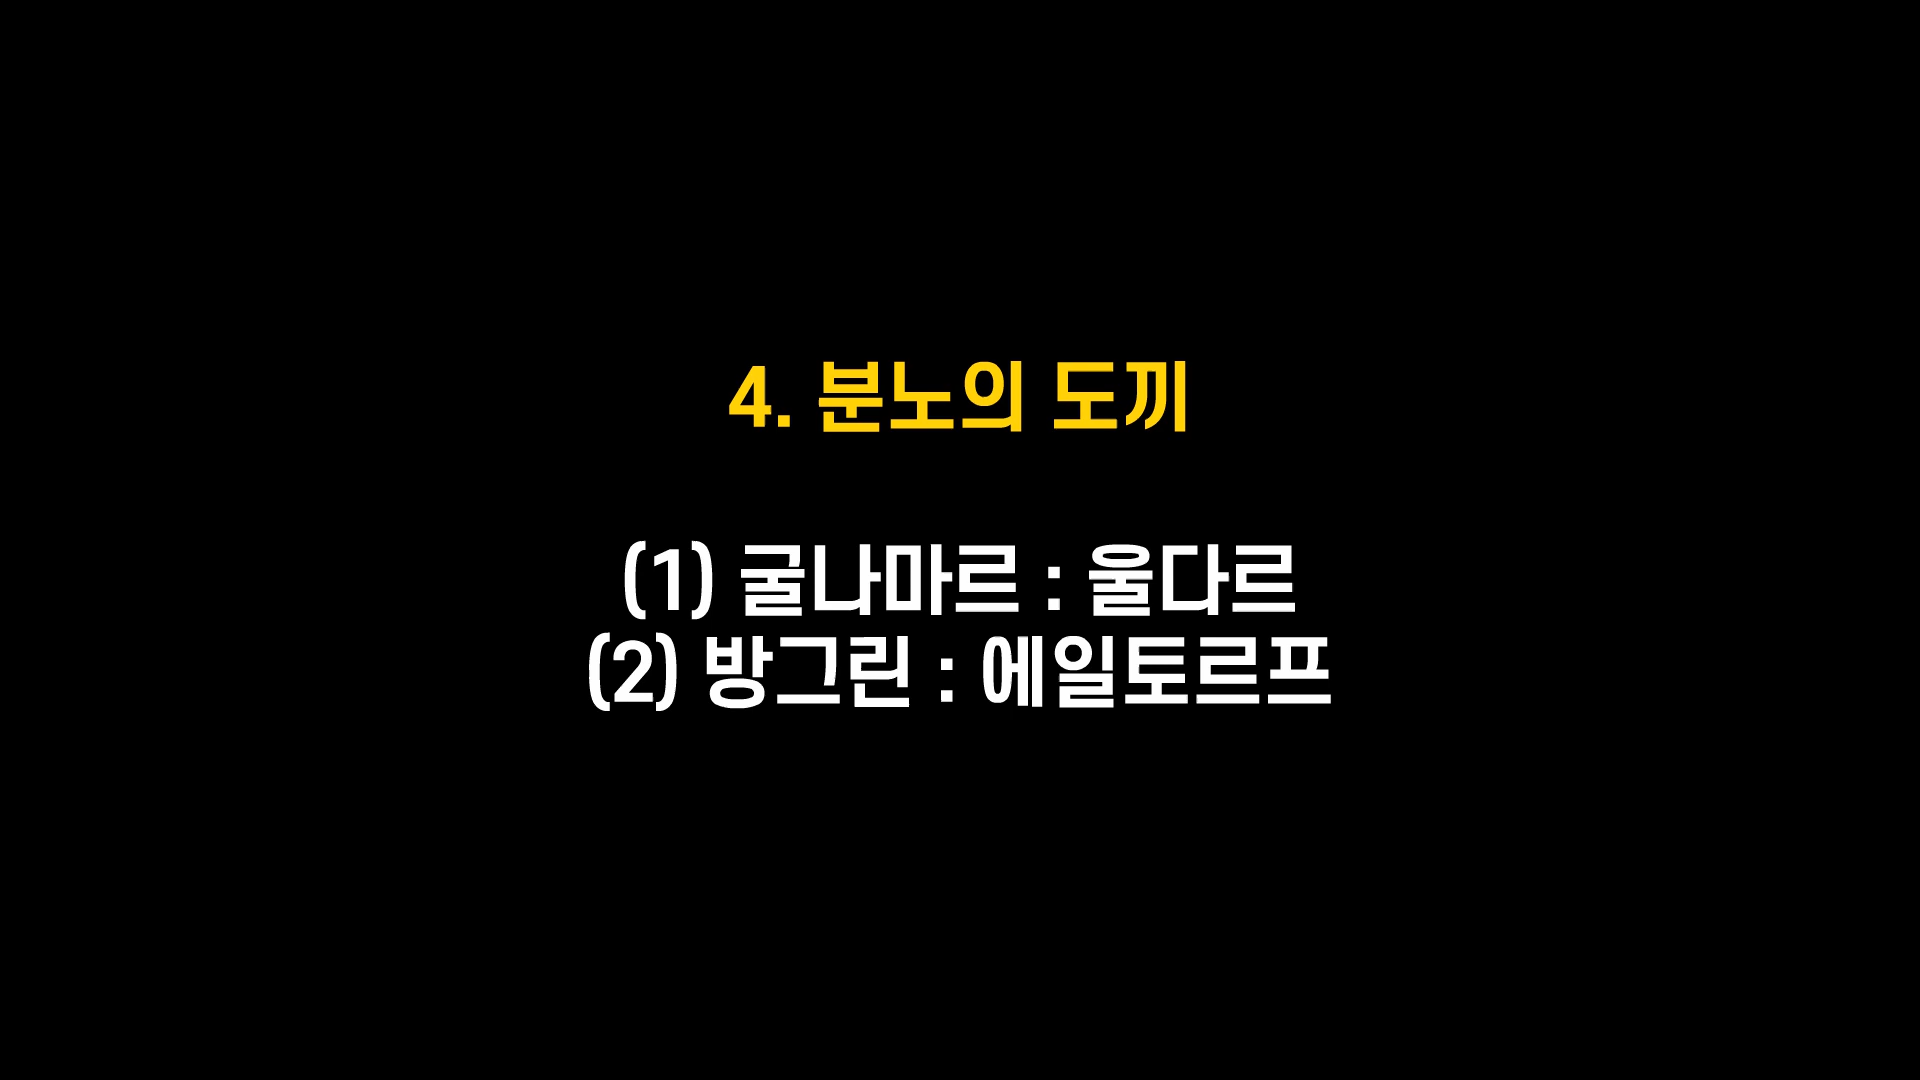 4. 분노의 도끼
(1) 굴나마르 : 울다르
(2) 방그린 : 에일토르프